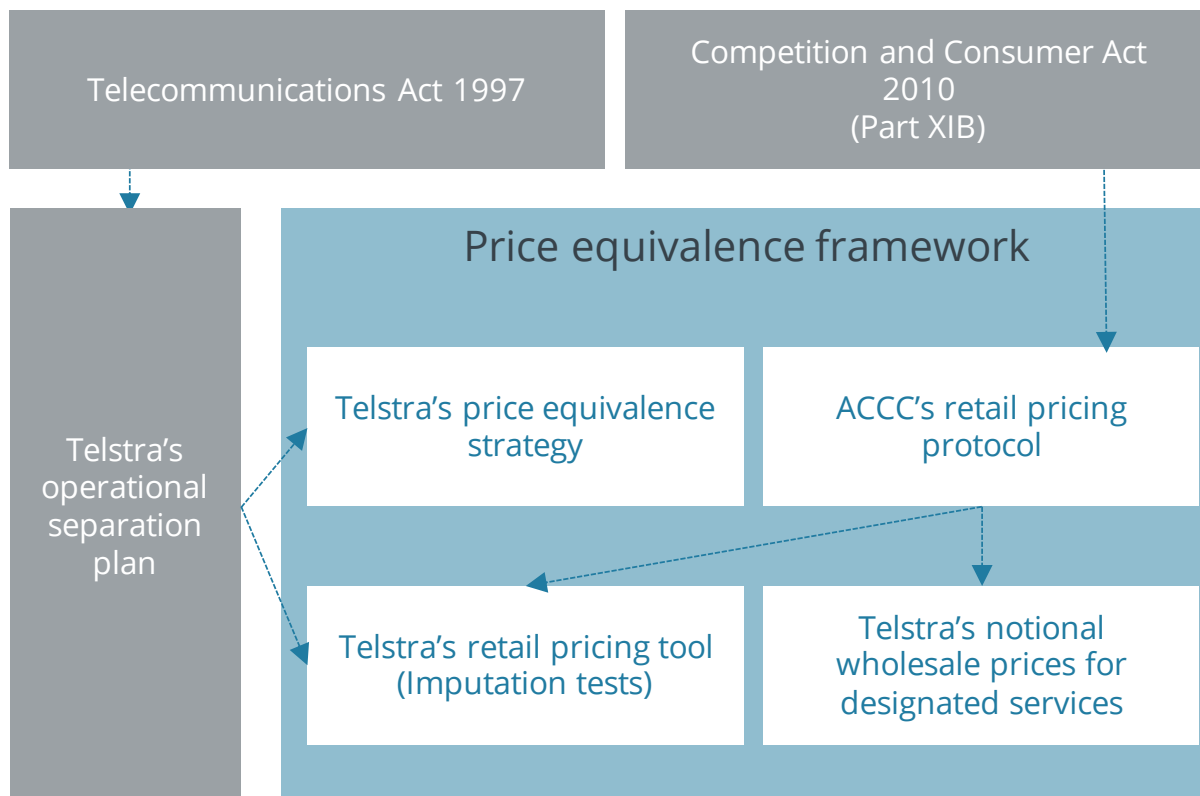 Telecommunications Act 1997
Competition and Consumer Act
2010
(Part XIB)
Telstra’s
operational
separation
plan
Price equivalence framework
Telstra’s price equivalence
strategy
ACCC’s retail pricing
protocol
Telstra’s retail pricing tool
(Imputation tests)
Telstra’s notional
wholesale prices for
designated services